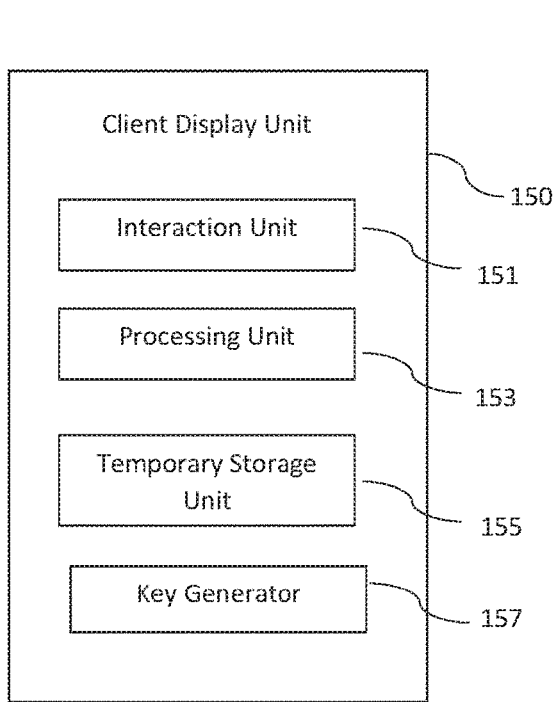 Client Display Unit
150
Interaction Unit
151
Processing Unit
153
Temporary Storage
Unit
155
Key Generator
157